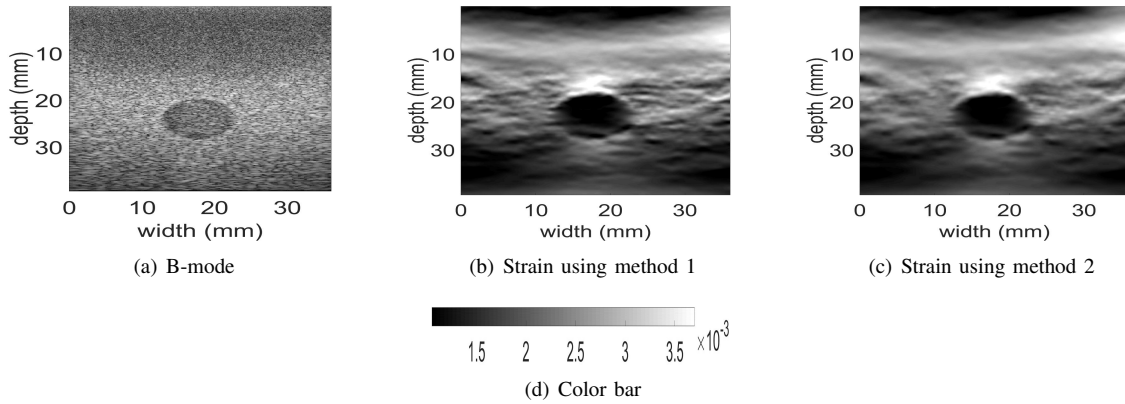 depth (mm)
10
20
30
0 10 20 30
width (mm)
(a) B-mode
depth (mm)
10
20
30
0 10 20 30
width (mm)
(b) Strain using method 1
depth (mm)
10
20
30
0 10 20 30
width (mm)
(c) Strain using method 2
1.5 2 2.5 3 3.5 ×10⁻³
(d) Color bar